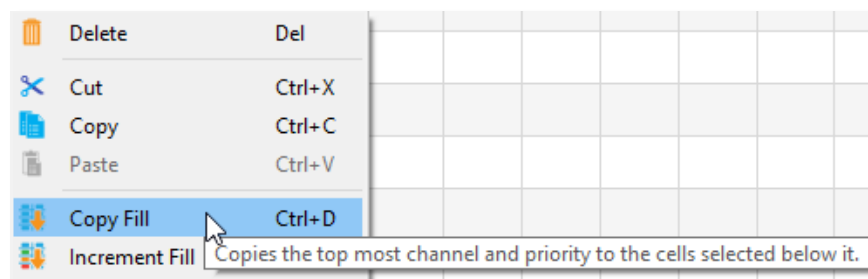 Delete Del
Cut Ctrl+X
Copy Ctrl+C
Paste Ctrl+V
Copy Fill Ctrl+D
Increment Fill
Copies the top most channel and priority to the cells selected below it.